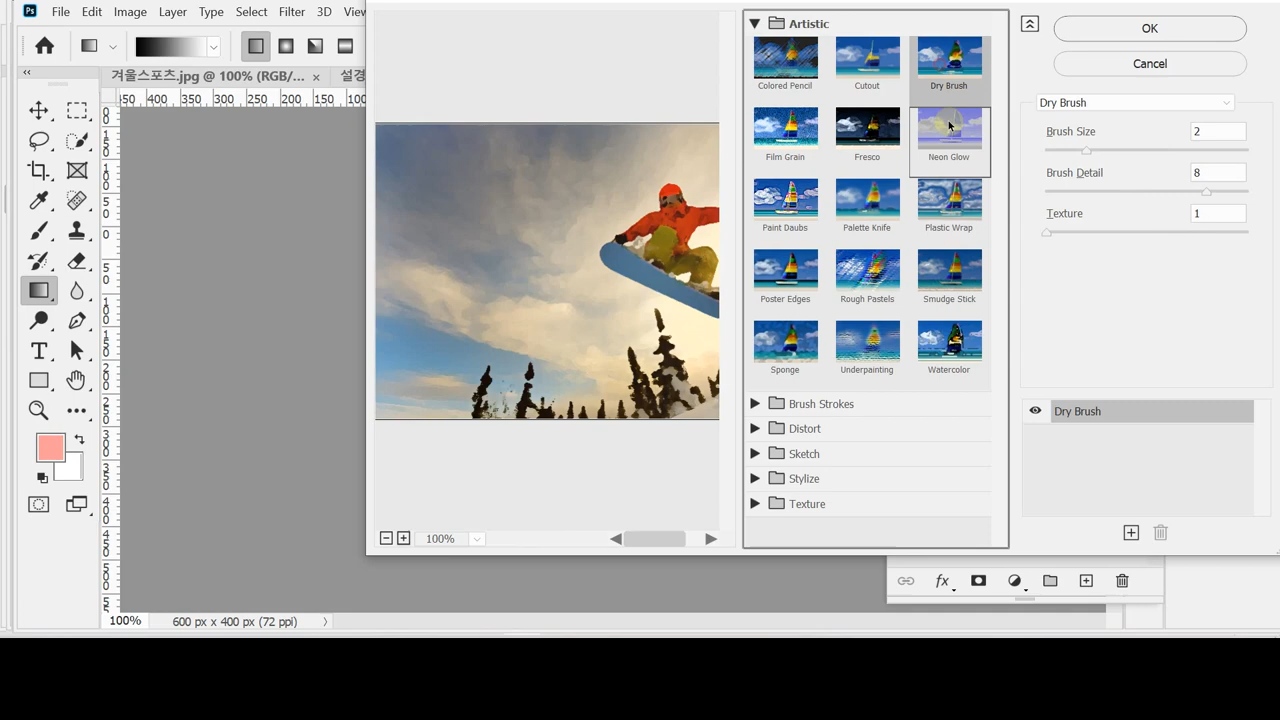 Ps File Edit Image Layer Type Select Filter 3D
겨울스포츠.jpg @ 100% (RGB/... × 설경
400 350 300 250 200 150
Artistic
Colored Pencil Cutout Dry Brush
Film Grain Fresco Neon Glow
Paint Daubs Palette Knife Plastic Wrap
Poster Edges Rough Pastels Smudge Stick
Sponge Underpainting Watercolor
Brush Strokes
Distort
Sketch
Stylize
Texture
100%
OK
Cancel
Dry Brush
Brush Size 2
Brush Detail 8
Texture 1
Dry Brush
fx
100% 600 px x 400 px (72 ppi)